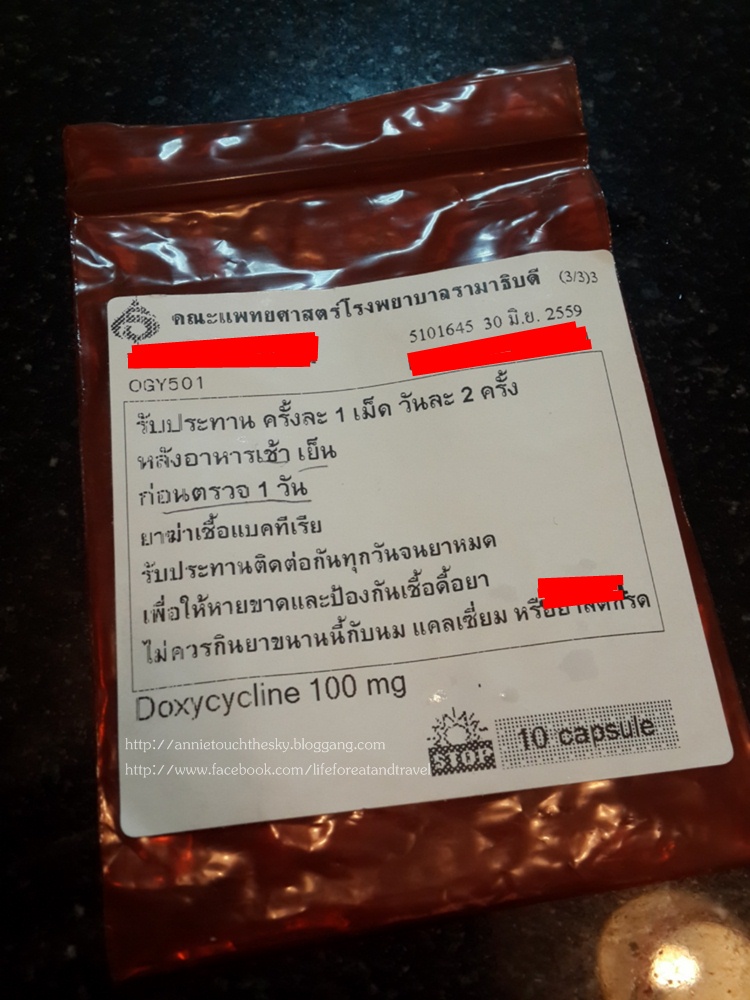 คณะแพทยศาสตร์โรงพยาบาลรามาธิบดี (3/3)3
5101645 30 มิ.ย. 2559
OGY501
รับประทาน ครั้งละ 1 เม็ด วันละ 2 ครั้ง
หลังอาหารเช้า เย็น
ก่อนตรวจ 1 วัน
ยาฆ่าเชื้อแบคทีเรีย
รับประทานติดต่อกันทุกวันจนยาหมด
เพื่อให้หายขาดและป้องกันเชื้อดื้อยา
ไม่ควรกินยาขนานนี้กับนม แคลเซี่ยม หรือยาลดกรด
Doxycycline 100 mg
STOP 10 capsule
http://annietouchthesky.bloggang.com
http://www.facebook.com/lifeforeatandtravel